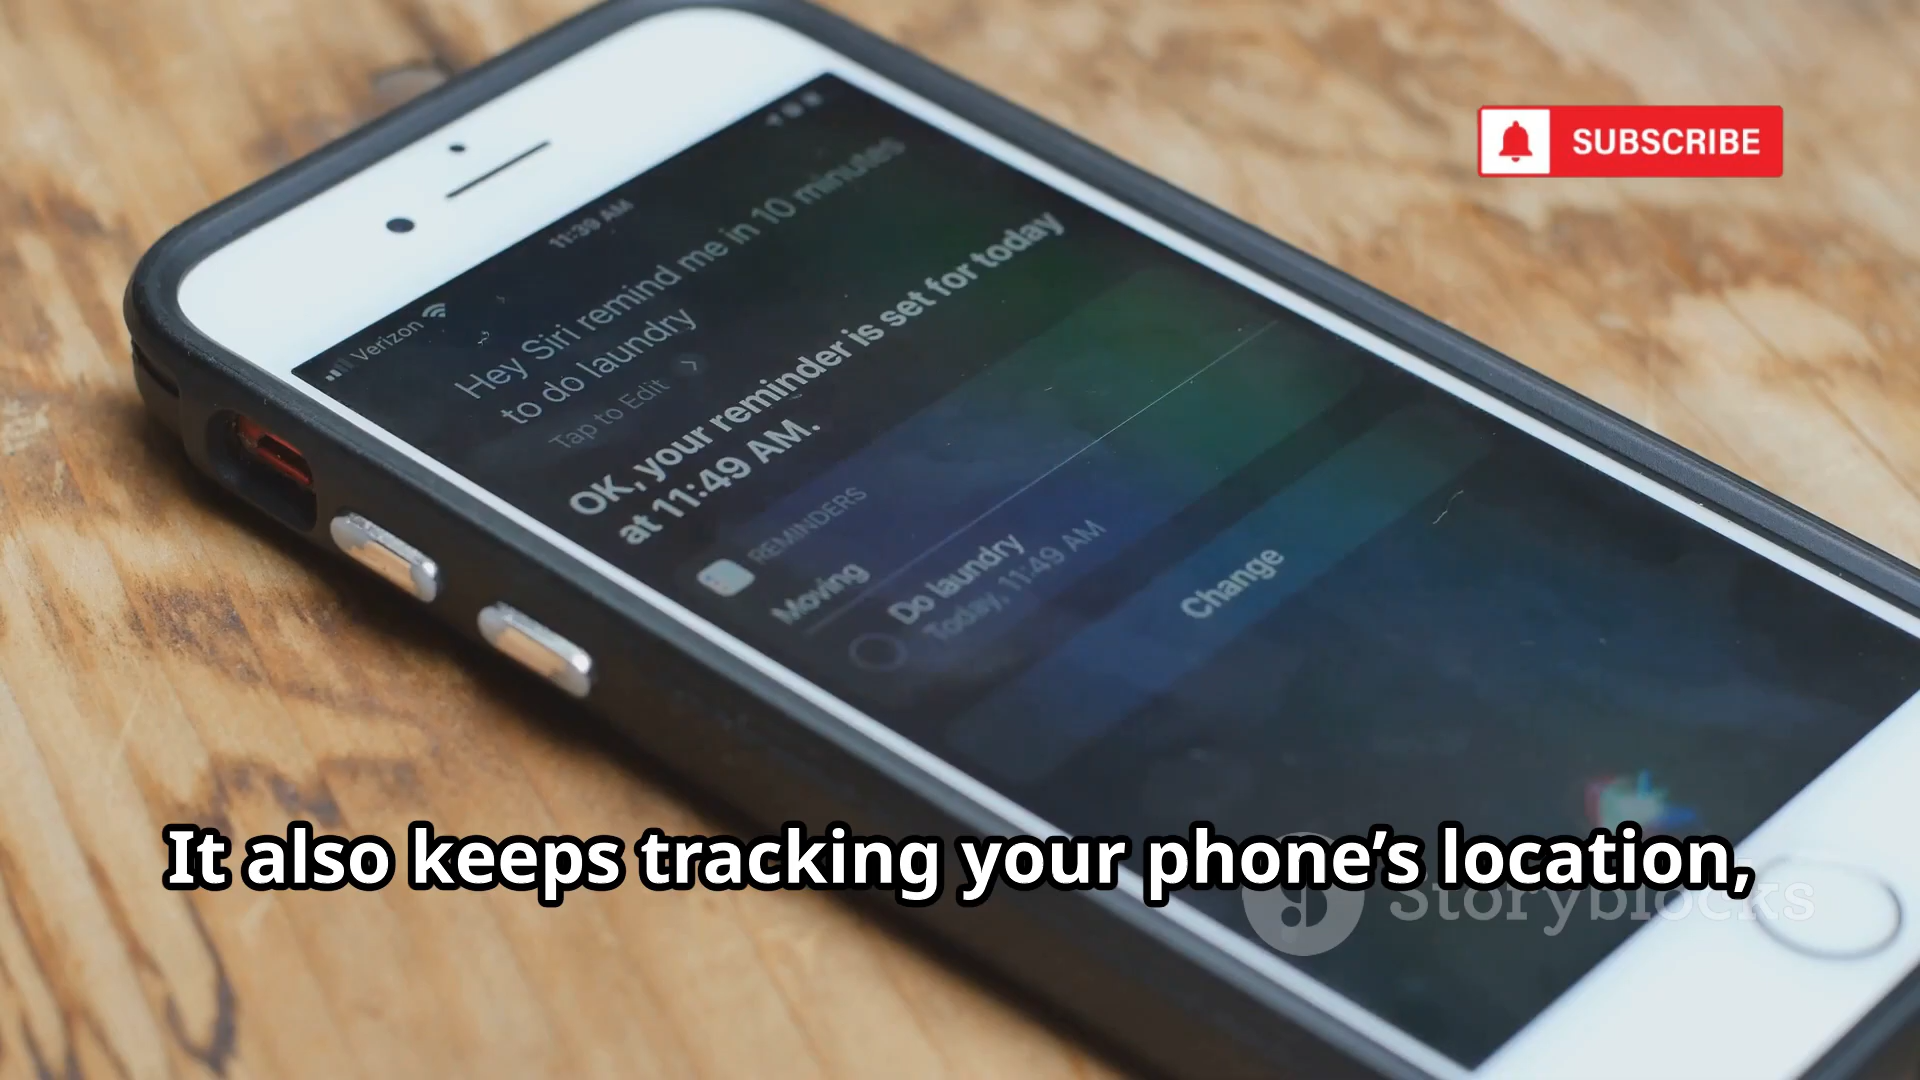 SUBSCRIBE
Verizon
11:39 AM
Hey Siri remind me in 10 minutes
to do laundry
Tap to Edit
OK, your reminder is set for today
at 11:49 AM.
REMINDERS
Moving
Do laundry
Today, 11:49 AM
Change
It also keeps tracking your phone’s location,
Storyblocks